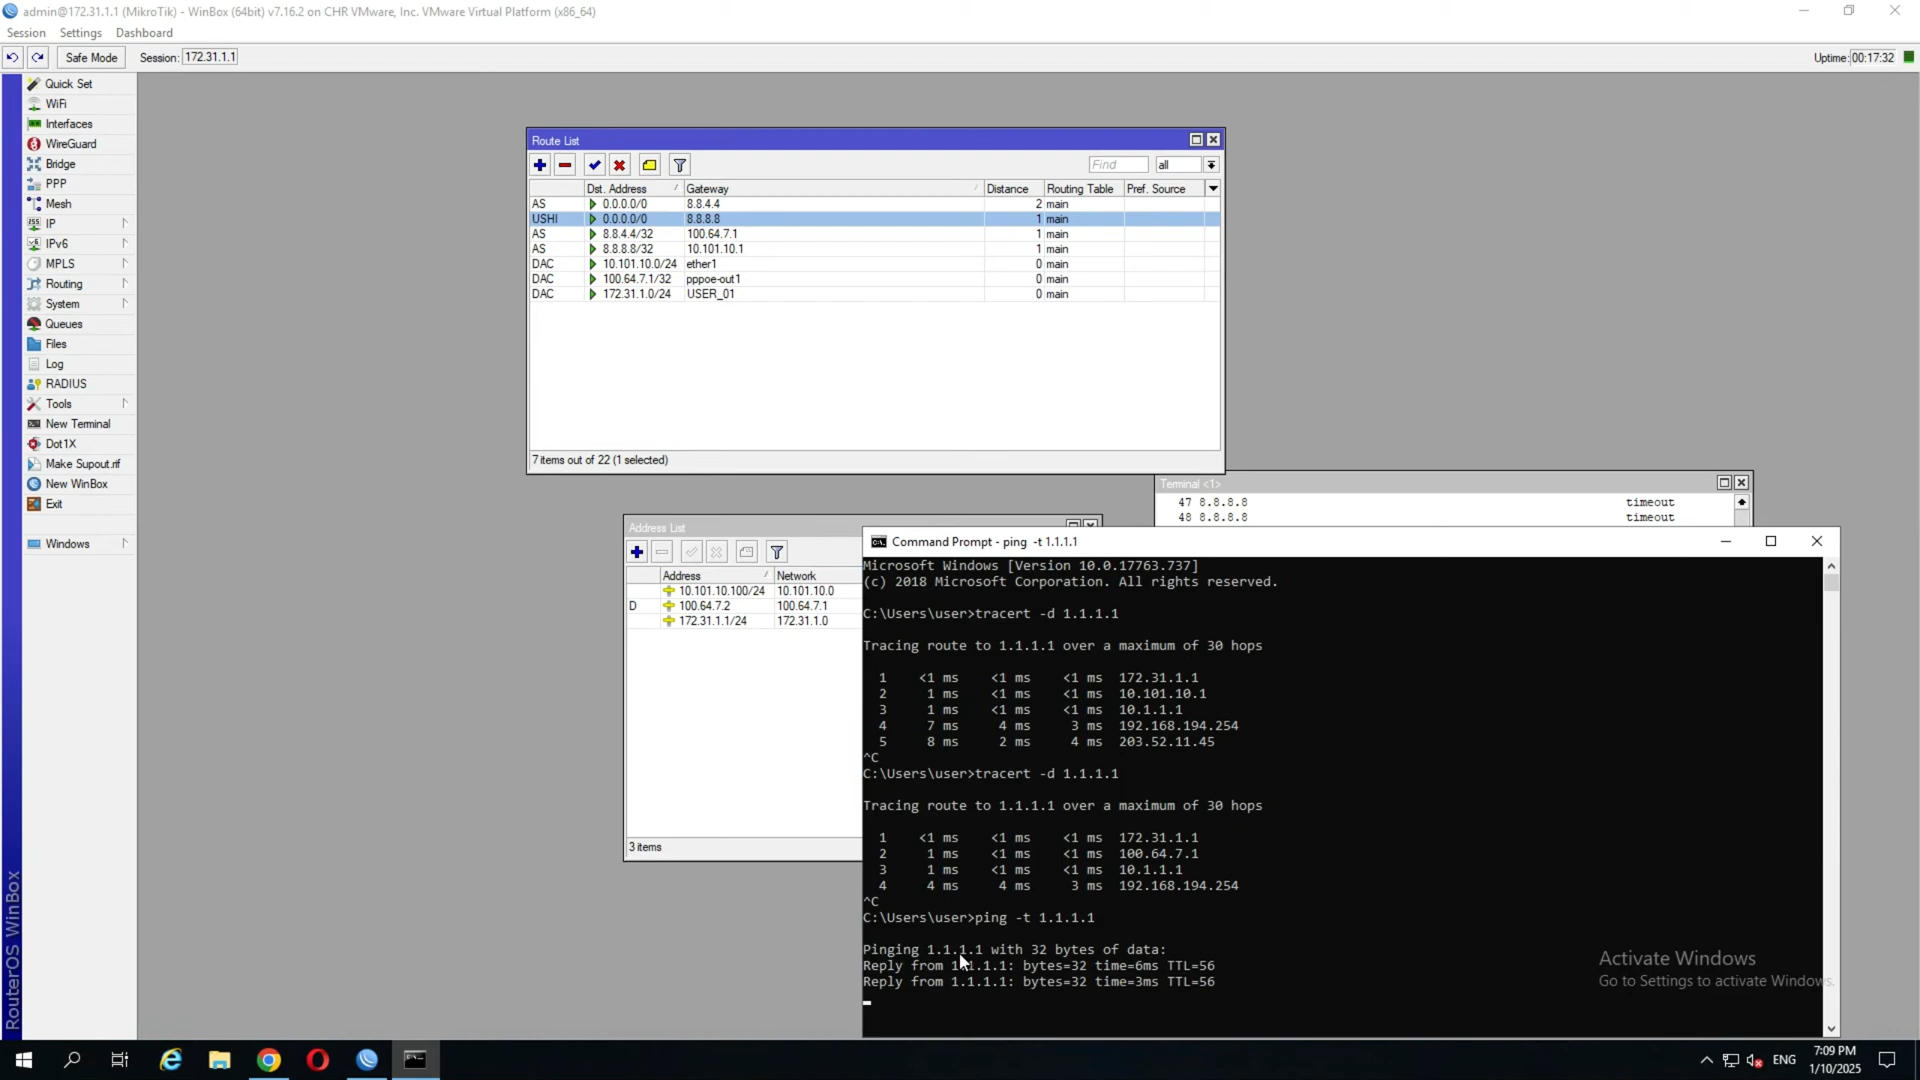 admin@172.31.1.1 (MikroTik) - WinBox (64bit) v7.16.2 on CHR VMware, Inc. VMware Virtual Platform (x86_64)
Session Settings Dashboard
Safe Mode Session: 172.31.1.1 Uptime: 00:17:32
Quick Set
WiFi
Interfaces
WireGuard
Bridge
PPP
Mesh
IP
IPv6
MPLS
Routing
System
Queues
Files
Log
RADIUS
Tools
New Terminal
Dot1X
Make Supout.rif
New WinBox
Exit
Windows
RouterOS WinBox
Route List
Find all
Dst. Address Gateway Distance Routing Table Pref. Source
AS 0.0.0.0/0 8.8.4.4 2 main
USHI 0.0.0.0/0 8.8.8.8 1 main
AS 8.8.4.4/32 100.64.7.1 1 main
AS 8.8.8.8/32 10.101.10.1 1 main
DAC 10.101.10.0/24 ether1 0 main
DAC 100.64.7.1/32 pppoe-out1 0 main
DAC 172.31.1.0/24 USER_01 0 main
7 items out of 22 (1 selected)
Terminal <1>
47 8.8.8.8 timeout
48 8.8.8.8 timeout
Address List
Address Network
10.101.10.100/24 10.101.10.0
D 100.64.7.2 100.64.7.1
172.31.1.1/24 172.31.1.0
3 items
Command Prompt - ping -t 1.1.1.1
Microsoft Windows [Version 10.0.17763.737]
(c) 2018 Microsoft Corporation. All rights reserved.
C:\Users\user>tracert -d 1.1.1.1
Tracing route to 1.1.1.1 over a maximum of 30 hops
1 <1 ms <1 ms <1 ms 172.31.1.1
2 1 ms <1 ms <1 ms 10.101.10.1
3 1 ms <1 ms <1 ms 10.1.1.1
4 7 ms 4 ms 3 ms 192.168.194.254
5 8 ms 2 ms 4 ms 203.52.11.45
^C
C:\Users\user>tracert -d 1.1.1.1
Tracing route to 1.1.1.1 over a maximum of 30 hops
1 <1 ms <1 ms <1 ms 172.31.1.1
2 1 ms <1 ms <1 ms 100.64.7.1
3 1 ms <1 ms <1 ms 10.1.1.1
4 4 ms 4 ms 3 ms 192.168.194.254
^C
C:\Users\user>ping -t 1.1.1.1
Pinging 1.1.1.1 with 32 bytes of data:
Reply from 1.1.1.1: bytes=32 time=6ms TTL=56
Reply from 1.1.1.1: bytes=32 time=3ms TTL=56
Activate Windows
Go to Settings to activate Windows.
ENG
7:09 PM
1/10/2025